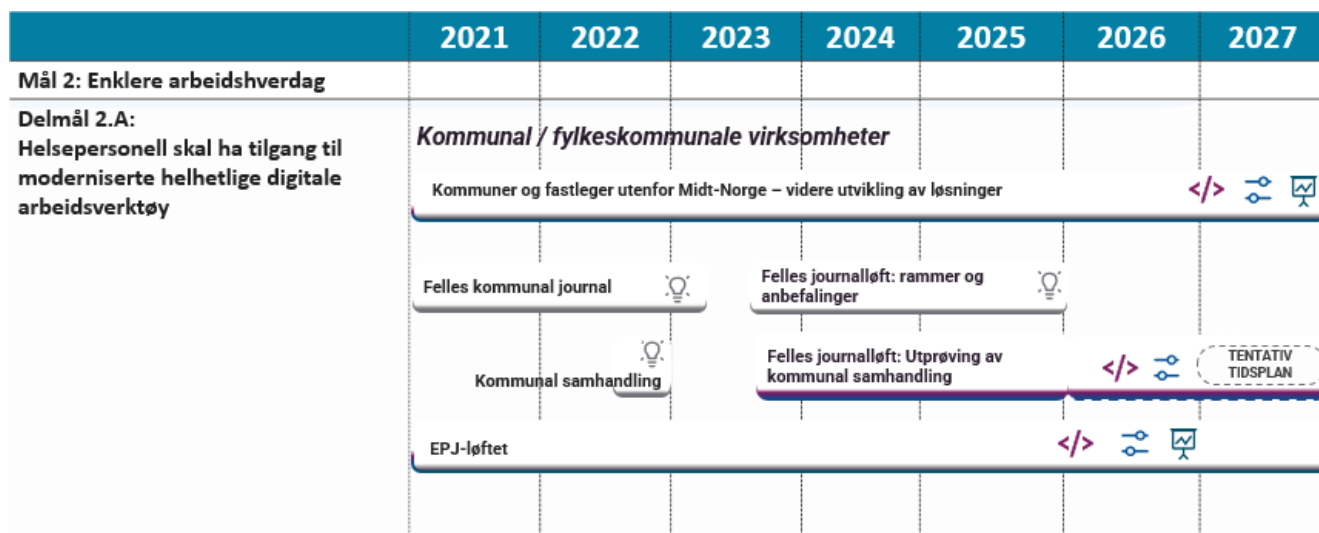 2021 2022 2023 2024 2025 2026 2027
Mål 2: Enklere arbeidshverdag
Delmål 2.A:
Helsepersonell skal ha tilgang til
moderniserte helhetlige digitale
arbeidsverktøy
Kommunal / fylkeskommunale virksomheter
Kommuner og fastleger utenfor Midt-Norge – videre utvikling av løsninger
</>
Felles kommunal journal
Felles journalløft: rammer og
anbefalinger
Kommunal samhandling
Felles journalløft: Utprøving av
kommunal samhandling
</>
TENTATIV
TIDSPLAN
EPJ-løftet
</>